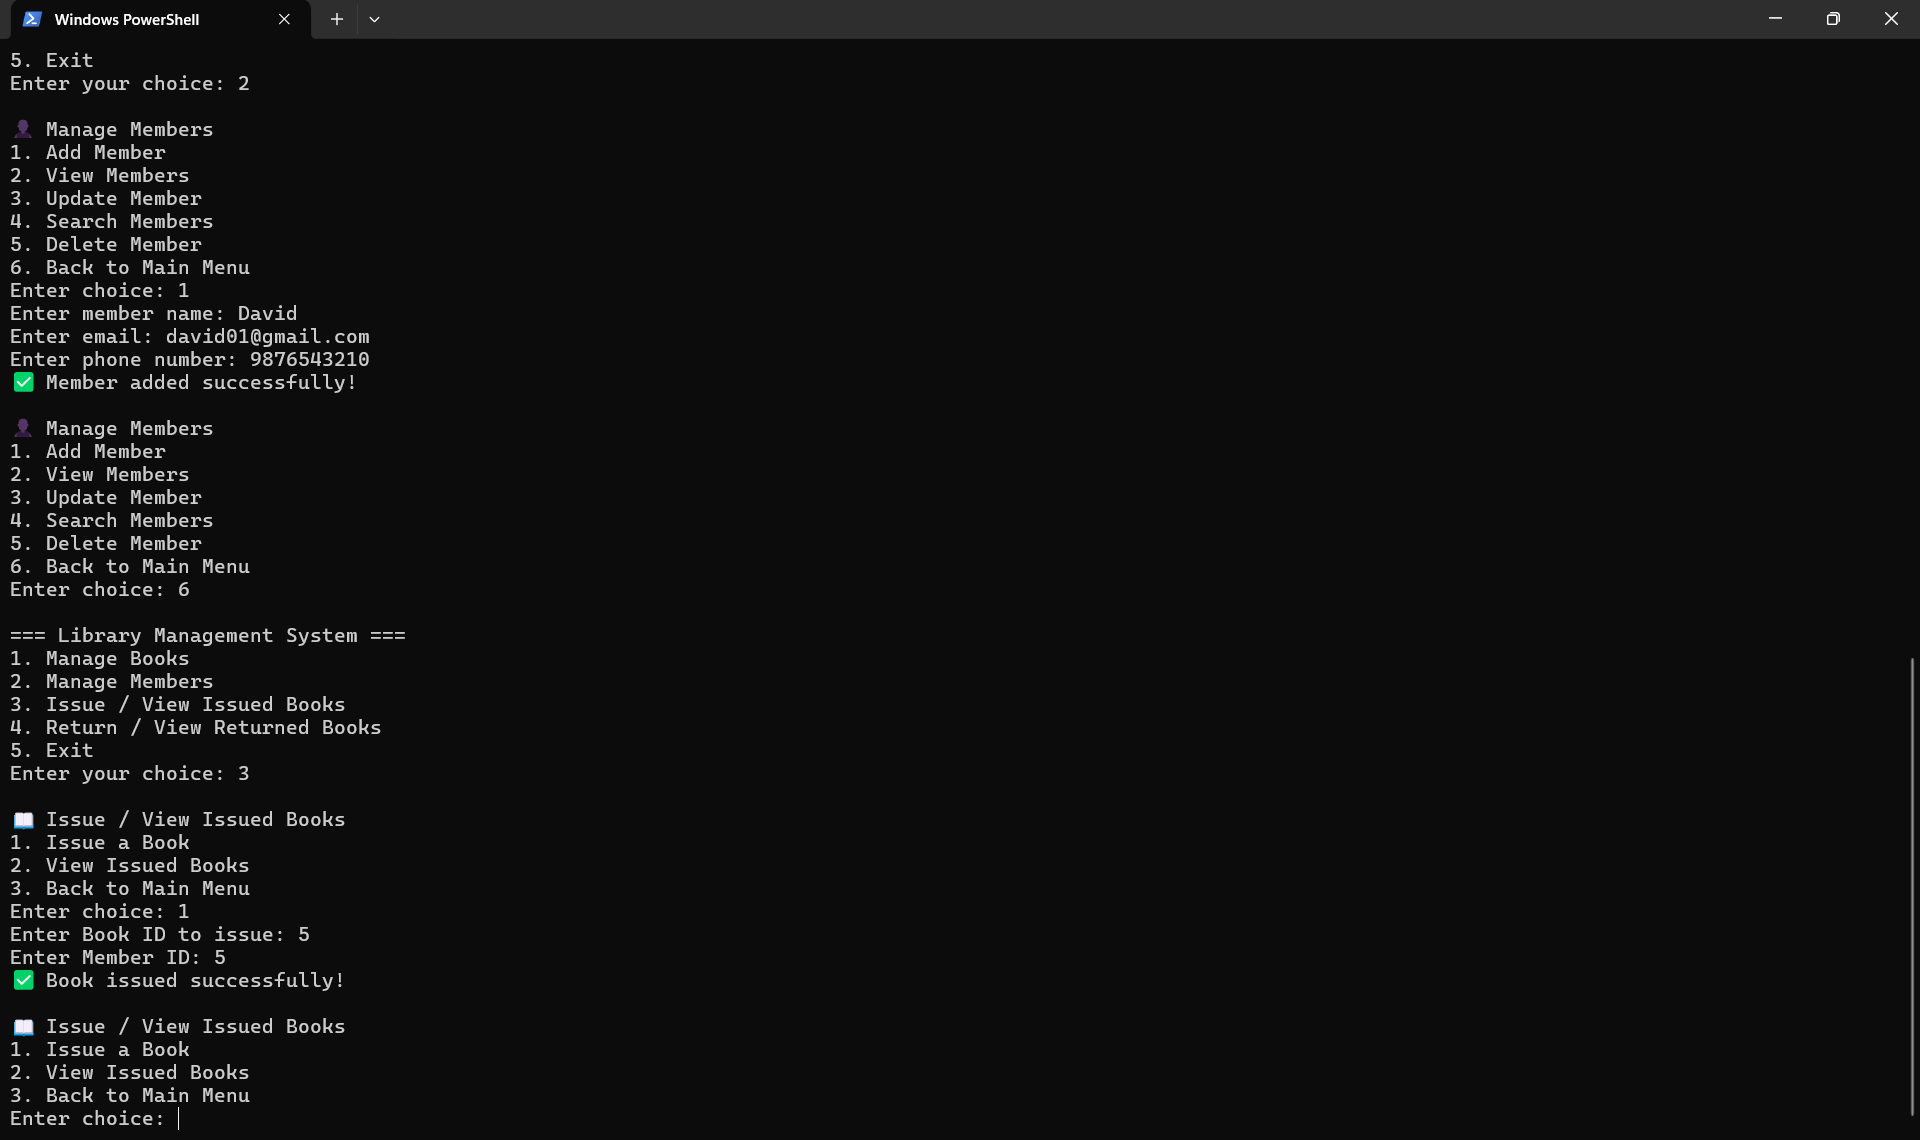 Windows PowerShell
5. Exit
Enter your choice: 2
👤 Manage Members
1. Add Member
2. View Members
3. Update Member
4. Search Members
5. Delete Member
6. Back to Main Menu
Enter choice: 1
Enter member name: David
Enter email: david01@gmail.com
Enter phone number: 9876543210
✅ Member added successfully!
👤 Manage Members
1. Add Member
2. View Members
3. Update Member
4. Search Members
5. Delete Member
6. Back to Main Menu
Enter choice: 6
=== Library Management System ===
1. Manage Books
2. Manage Members
3. Issue / View Issued Books
4. Return / View Returned Books
5. Exit
Enter your choice: 3
📖 Issue / View Issued Books
1. Issue a Book
2. View Issued Books
3. Back to Main Menu
Enter choice: 1
Enter Book ID to issue: 5
Enter Member ID: 5
✅ Book issued successfully!
📖 Issue / View Issued Books
1. Issue a Book
2. View Issued Books
3. Back to Main Menu
Enter choice: